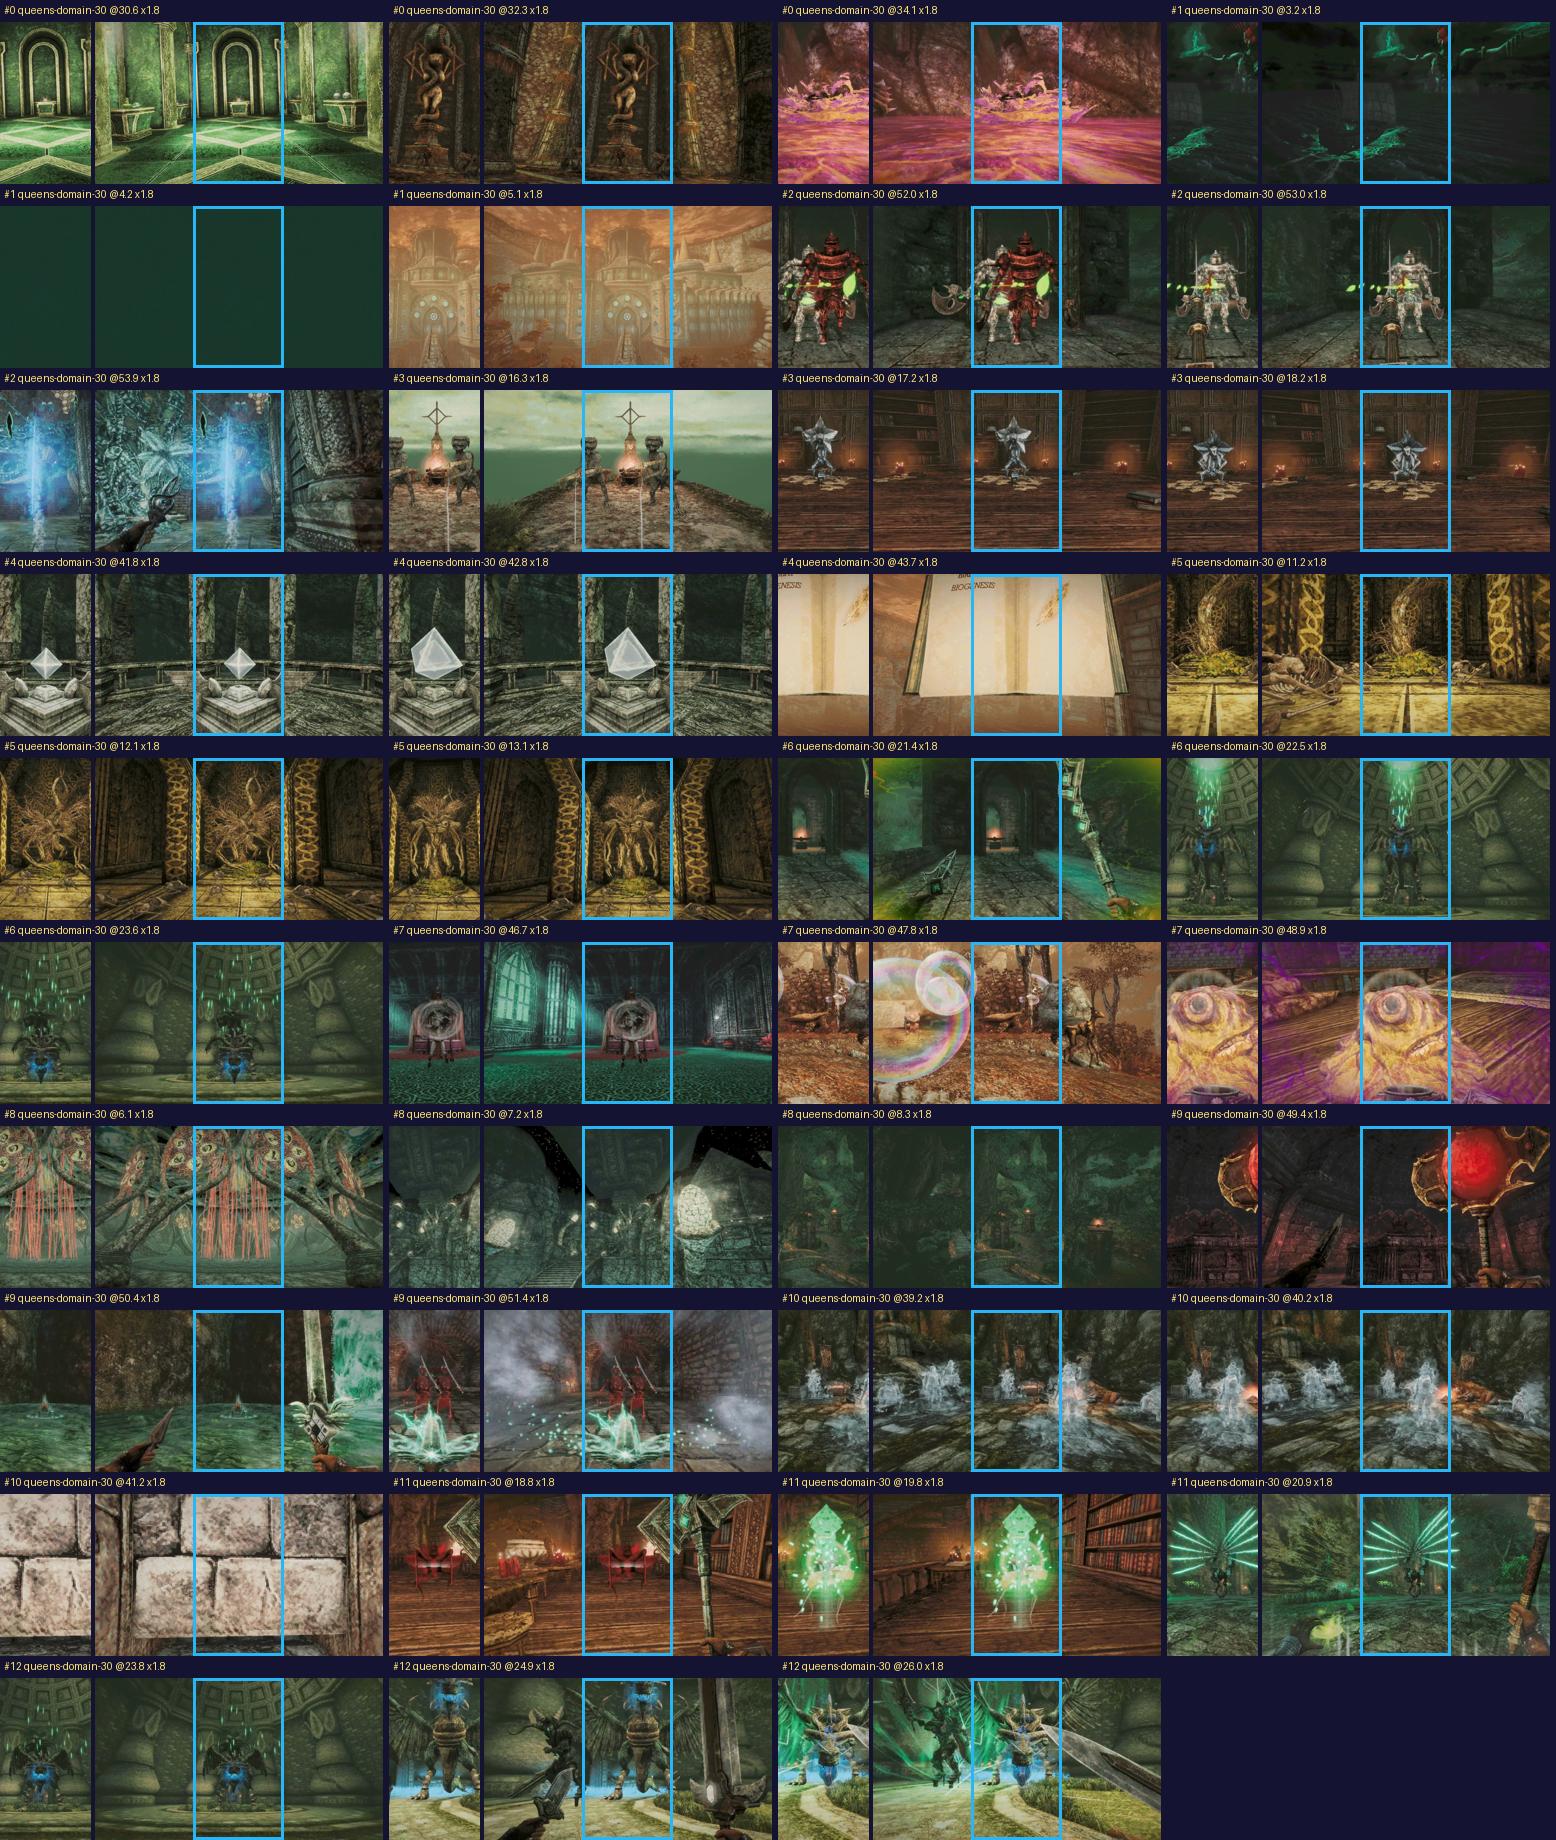 #0 queens-domain-30 @30.6 x1.8
#0 queens-domain-30 @32.3 x1.8
#0 queens-domain-30 @34.1 x1.8
#1 queens-domain-30 @3.2 x1.8
#1 queens-domain-30 @4.2 x1.8
#1 queens-domain-30 @5.1 x1.8
#2 queens-domain-30 @52.0 x1.8
#2 queens-domain-30 @53.0 x1.8
#2 queens-domain-30 @53.9 x1.8
#3 queens-domain-30 @16.3 x1.8
#3 queens-domain-30 @17.2 x1.8
#3 queens-domain-30 @18.2 x1.8
#4 queens-domain-30 @41.8 x1.8
#4 queens-domain-30 @42.8 x1.8
#4 queens-domain-30 @43.7 x1.8
#5 queens-domain-30 @11.2 x1.8
NESIS
BIOGENESIS
#5 queens-domain-30 @12.1 x1.8
#5 queens-domain-30 @13.1 x1.8
#6 queens-domain-30 @21.4 x1.8
#6 queens-domain-30 @22.5 x1.8
#6 queens-domain-30 @23.6 x1.8
#7 queens-domain-30 @46.7 x1.8
#7 queens-domain-30 @47.8 x1.8
#7 queens-domain-30 @48.9 x1.8
#8 queens-domain-30 @6.1 x1.8
#8 queens-domain-30 @7.2 x1.8
#8 queens-domain-30 @8.3 x1.8
#9 queens-domain-30 @49.4 x1.8
#9 queens-domain-30 @50.4 x1.8
#9 queens-domain-30 @51.4 x1.8
#10 queens-domain-30 @39.2 x1.8
#10 queens-domain-30 @40.2 x1.8
#10 queens-domain-30 @41.2 x1.8
#11 queens-domain-30 @18.8 x1.8
#11 queens-domain-30 @19.8 x1.8
#11 queens-domain-30 @20.9 x1.8
#12 queens-domain-30 @23.8 x1.8
#12 queens-domain-30 @24.9 x1.8
#12 queens-domain-30 @26.0 x1.8